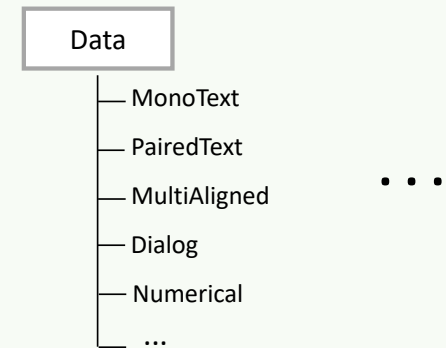 Data
MonoText
PairedText
MultiAligned
. . .
Dialog
Numerical
...